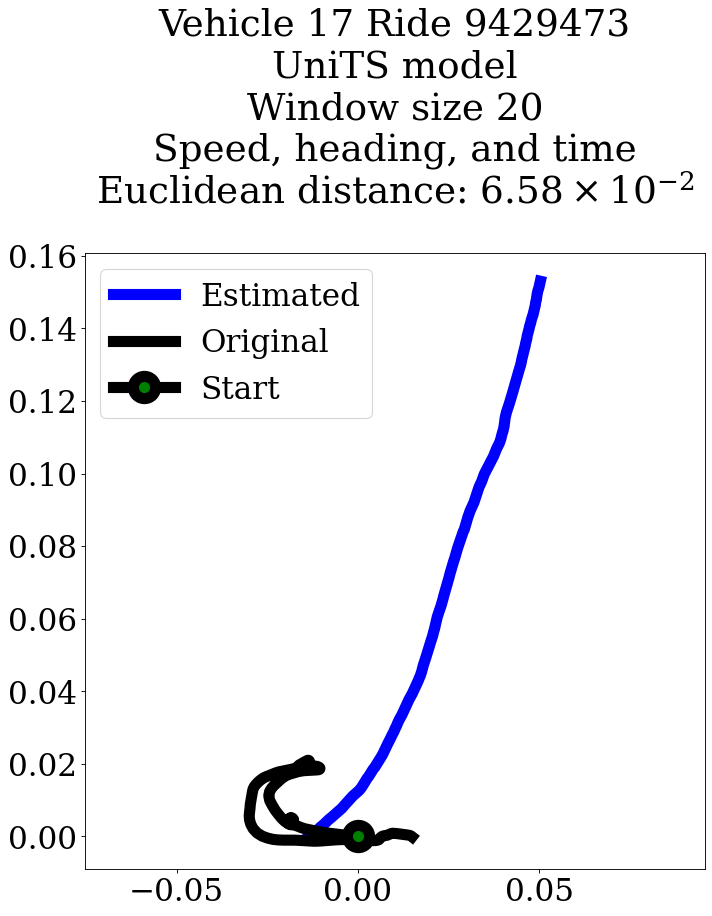 Vehicle 17 Ride 9429473
UniTS model
Window size 20
Speed, heading, and time
Euclidean distance: 6.58 × 10⁻²
0.16
0.14
0.12
0.10
0.08
0.06
0.04
0.02
0.00
Estimated
Original
Start
−0.05 0.00 0.05